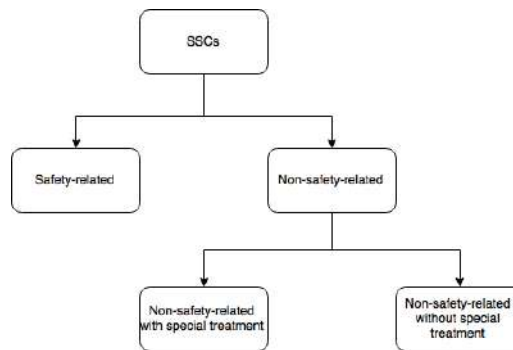 SSCs
Safety-related
Non-safety-related
Non-safety-related
with special treatment
Non-safety-related
without special
treatment